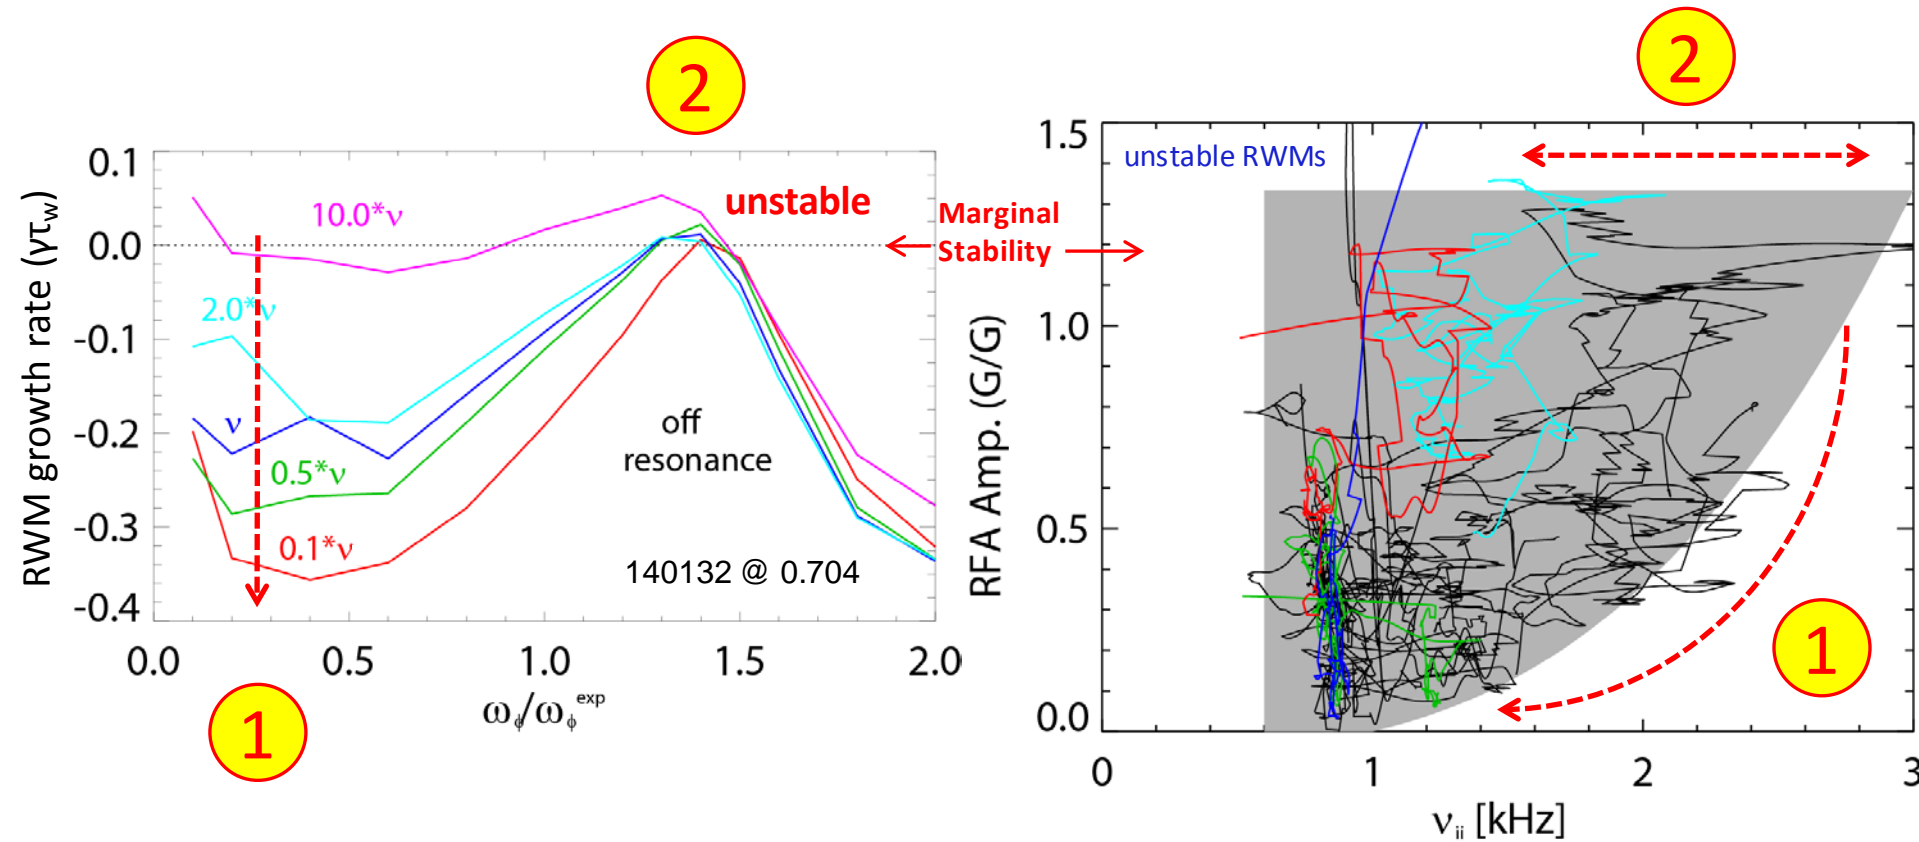 2
2
0.1
0.0
-0.1
-0.2
-0.3
-0.4
RWM growth rate (γτw)
10.0*ν
2.0*ν
ν
0.5*ν
0.1*ν
unstable
off
resonance
140132 @ 0.704
0.0 0.5 1.0 1.5 2.0
ωϕ/ωϕexp
1
Marginal
Stability
1.5
1.0
0.5
0.0
RFA Amp. (G/G)
unstable RWMs
1
0 1 2 3
νii [kHz]